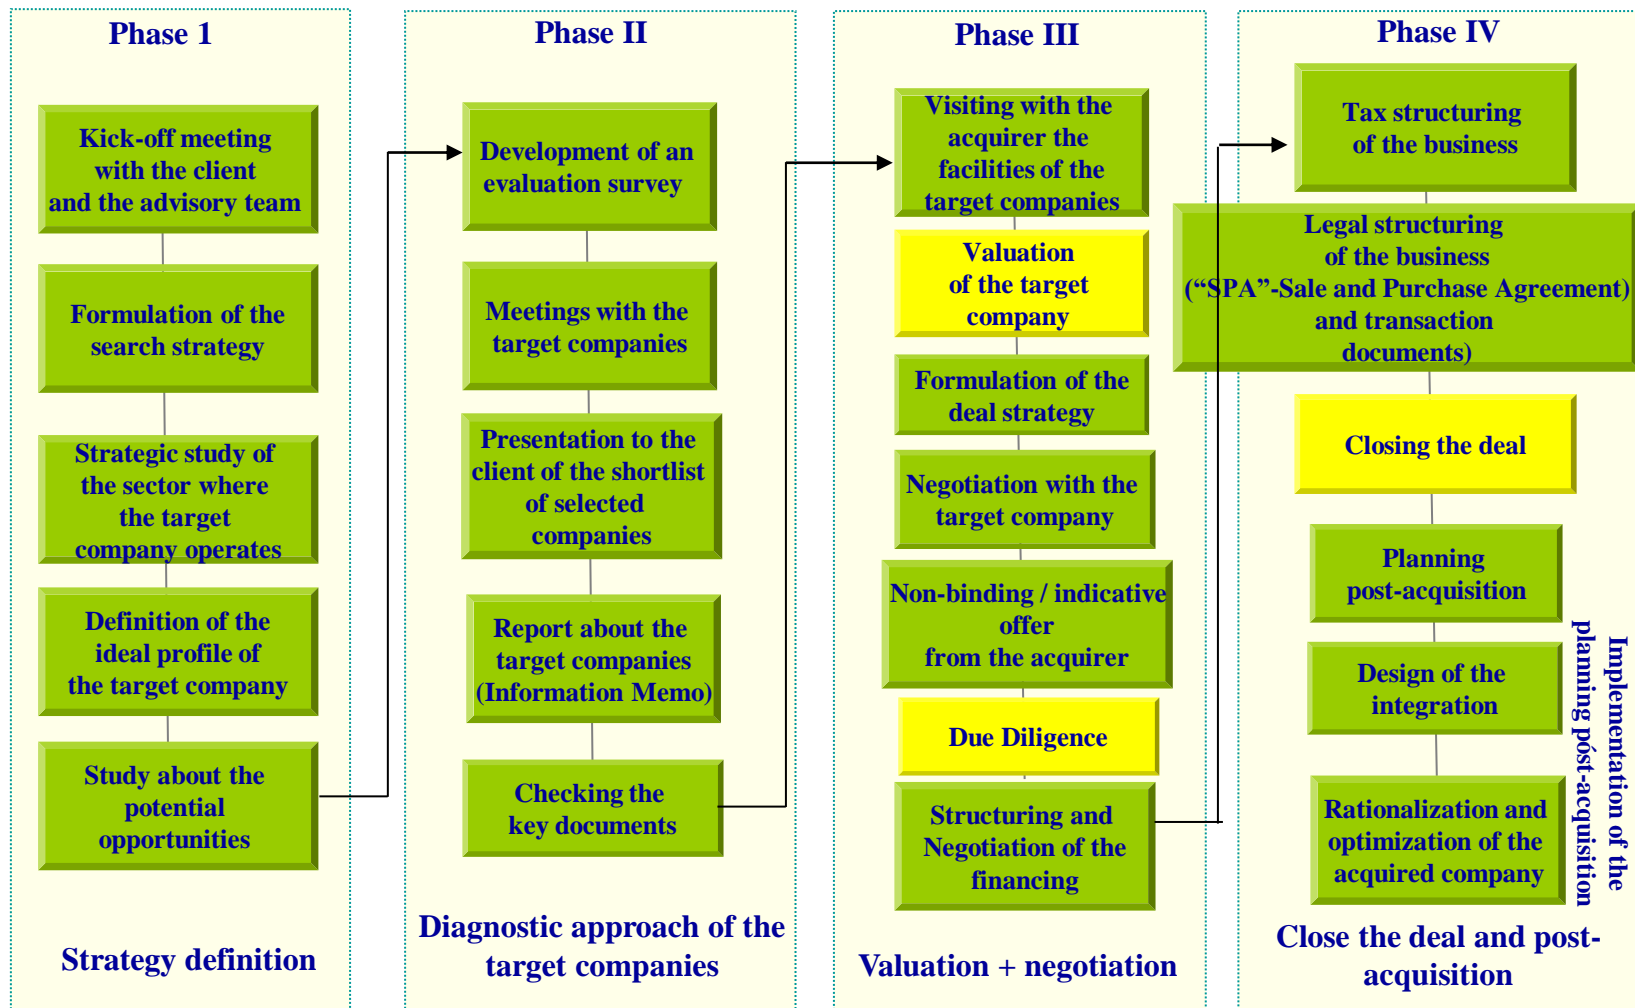 Phase 1
Kick-off meeting
with the client
and the advisory team
Formulation of the
search strategy
Strategic study of
the sector where
the target
company operates
Definition of the
ideal profile of
the target company
Study about the
potential
opportunities
Strategy definition
Phase II
Development of an
evaluation survey
Meetings with the
target companies
Presentation to the
client of the shortlist
of selected
companies
Report about the
target companies
(Information Memo)
Checking the
key documents
Diagnostic approach of the
target companies
Phase III
Visiting with the
acquirer the
facilities of the
target companies
Valuation
of the target
company
Formulation of the
deal strategy
Negotiation with the
target company
Non-binding / indicative
offer
from the acquirer
Due Diligence
Structuring and
Negotiation of the
financing
Valuation + negotiation
Phase IV
Tax structuring
of the business
Legal structuring
of the business
(“SPA”-Sale and Purchase Agreement)
and transaction
documents)
Closing the deal
Planning
post-acquisition
Design of the
integration
Rationalization and
optimization of the
acquired company
Implementation of the
planning póst-acquisition
Close the deal and post-
acquisition